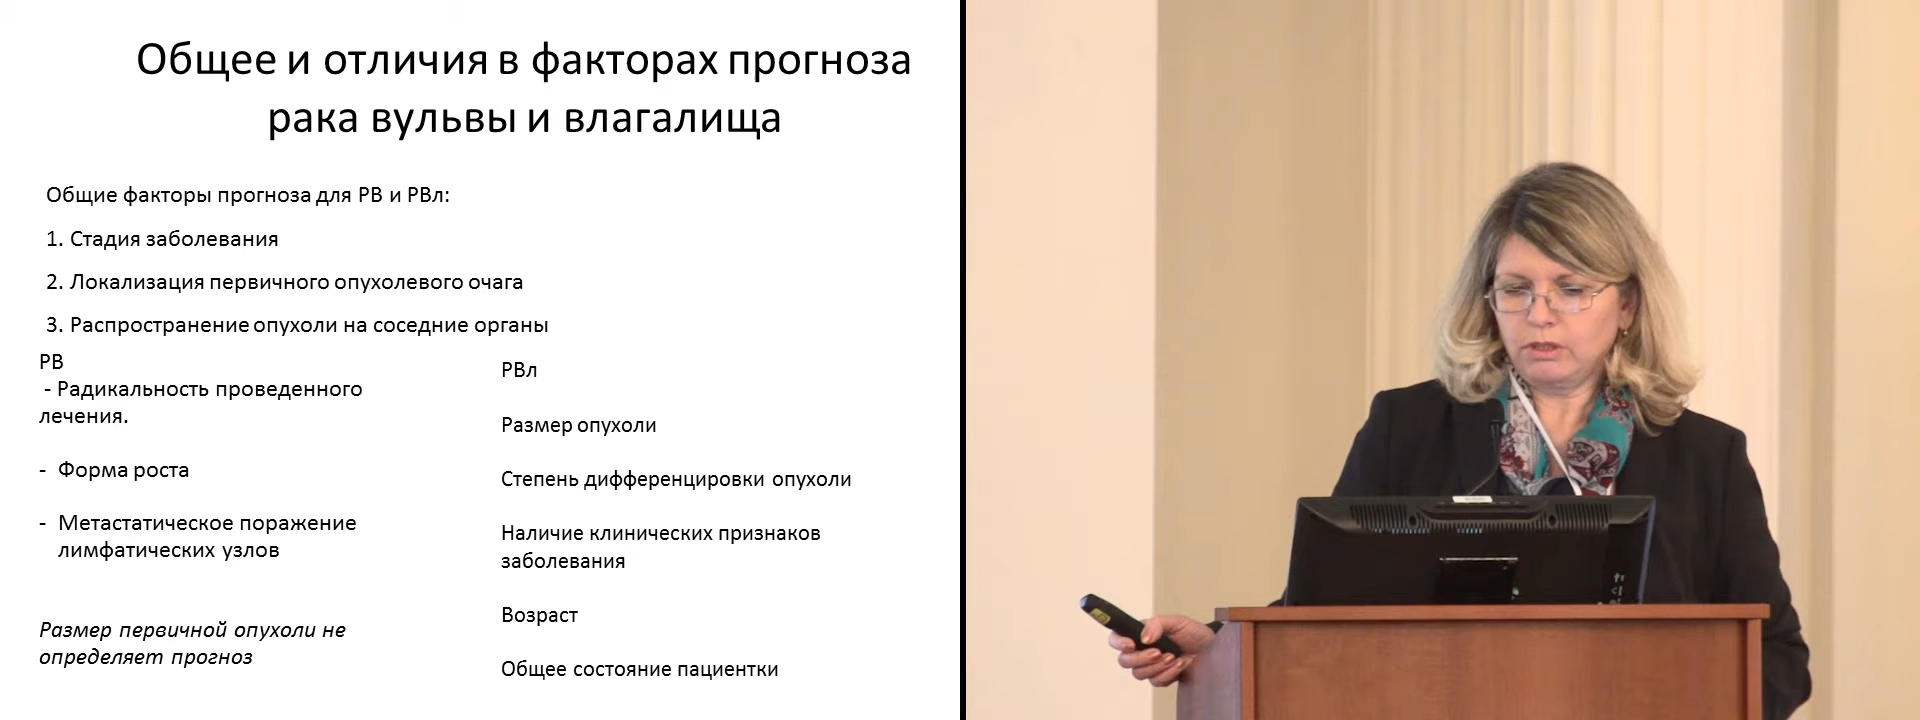 Общее и отличия в факторах прогноза
рака вульвы и влагалища
Общие факторы прогноза для РВ и РВл:
1. Стадия заболевания
2. Локализация первичного опухолевого очага
3. Распространение опухоли на соседние органы
РВ
- Радикальность проведенного
лечения.
- Форма роста
- Метастатическое поражение
лимфатических узлов
Размер первичной опухоли не
определяет прогноз
РВл
Размер опухоли
Степень дифференцировки опухоли
Наличие клинических признаков
заболевания
Возраст
Общее состояние пациентки